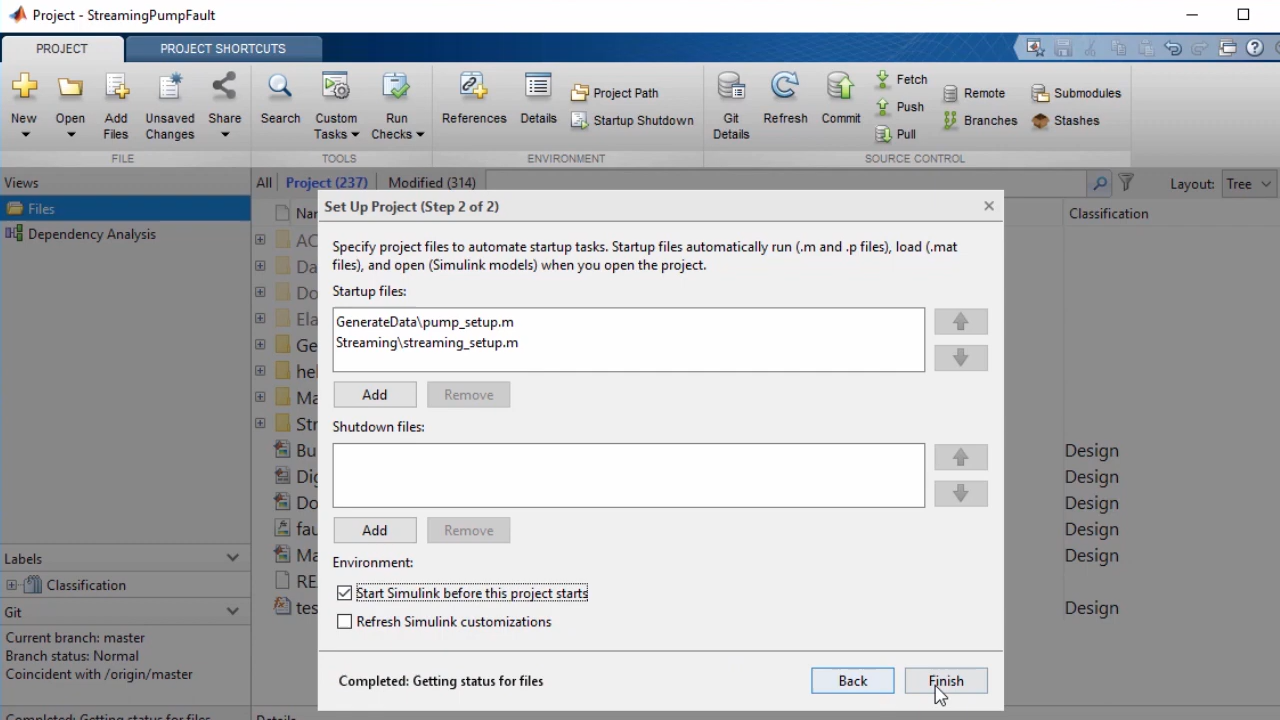 Project - StreamingPumpFault
PROJECT
PROJECT SHORTCUTS
New
Open
Add Files
Unsaved Changes
Share
Search
Custom Tasks
Run Checks
References
Details
Project Path
Startup Shutdown
Git Details
Refresh
Commit
Fetch
Push
Pull
Remote
Branches
Submodules
Stashes
FILE
TOOLS
ENVIRONMENT
SOURCE CONTROL
Views
All
Project (237)
Modified (314)
Layout:
Tree
Files
Dependency Analysis
Classification
Set Up Project (Step 2 of 2)
Specify project files to automate startup tasks. Startup files automatically run (.m and .p files), load (.mat
files), and open (Simulink models) when you open the project.
Startup files:
GenerateData\pump_setup.m
Streaming\streaming_setup.m
Add
Remove
Shutdown files:
Add
Remove
Environment:
Start Simulink before this project starts
Refresh Simulink customizations
Completed: Getting status for files
Back
Finish
Design
Design
Design
Design
Design
Design
Labels
Classification
Git
Current branch: master
Branch status: Normal
Coincident with /origin/master
Completed: Getting status for files
Details